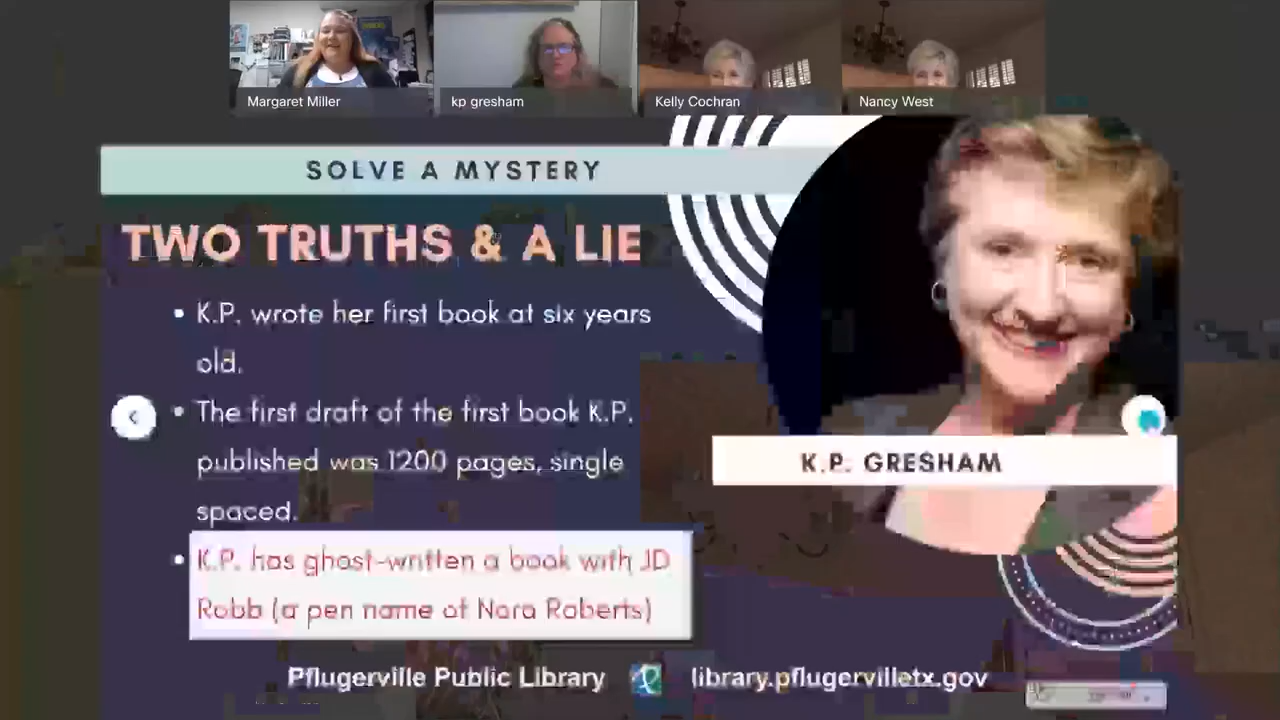 Margaret Miller
kp gresham
Kelly Cochran
Nancy West
SOLVE A MYSTERY
TWO TRUTHS & A LIE
• K.P. wrote her first book at six years
old.
• The first draft of the first book K.P.
published was 1200 pages, single
spaced.
• K.P. has ghost-written a book with JD
Robb (a pen name of Nora Roberts)
K.P. GRESHAM
Pflugerville Public Library
library.pflugervilletx.gov